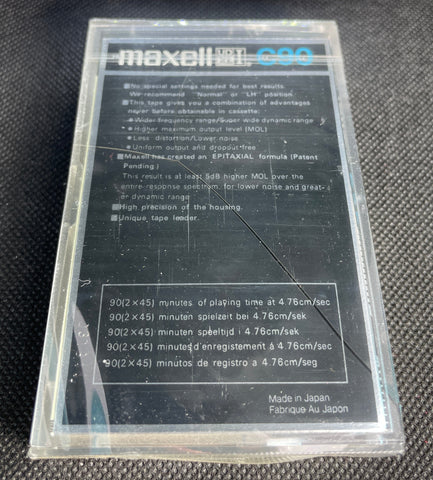 maxell UD XL I C90
■No special settings needed for best results.
We recommend "Normal" or "LH" position.
■This tape gives you a combination of advantages
never before obtainable in cassette:
●Wider frequency range/Super wide dynamic range
●Higher maximum output level (MOL)
●Less distortion/Lower noise
●Uniform output and dropout-free
■Maxell has created an EPITAXIAL formula (Patent
Pending)
This result is at least 5dB higher MOL over the
entire response spectrum, for lower noise and great-
er dynamic range
■High precision of the housing.
■Unique tape leader.
90(2×45) mjnutes of playing time at 4.76cm/sec
90(2×45) minuten spielzeit bei 4.76cm/sek
90(2×45) minuten speeltijd í 4.76cm/sek
90(2×45) minutes d'enregistement á 4.76cm/sec
90(2×45) minutos de registro a 4.76cm/seg
Made in Japan
Fabrique Au Japon